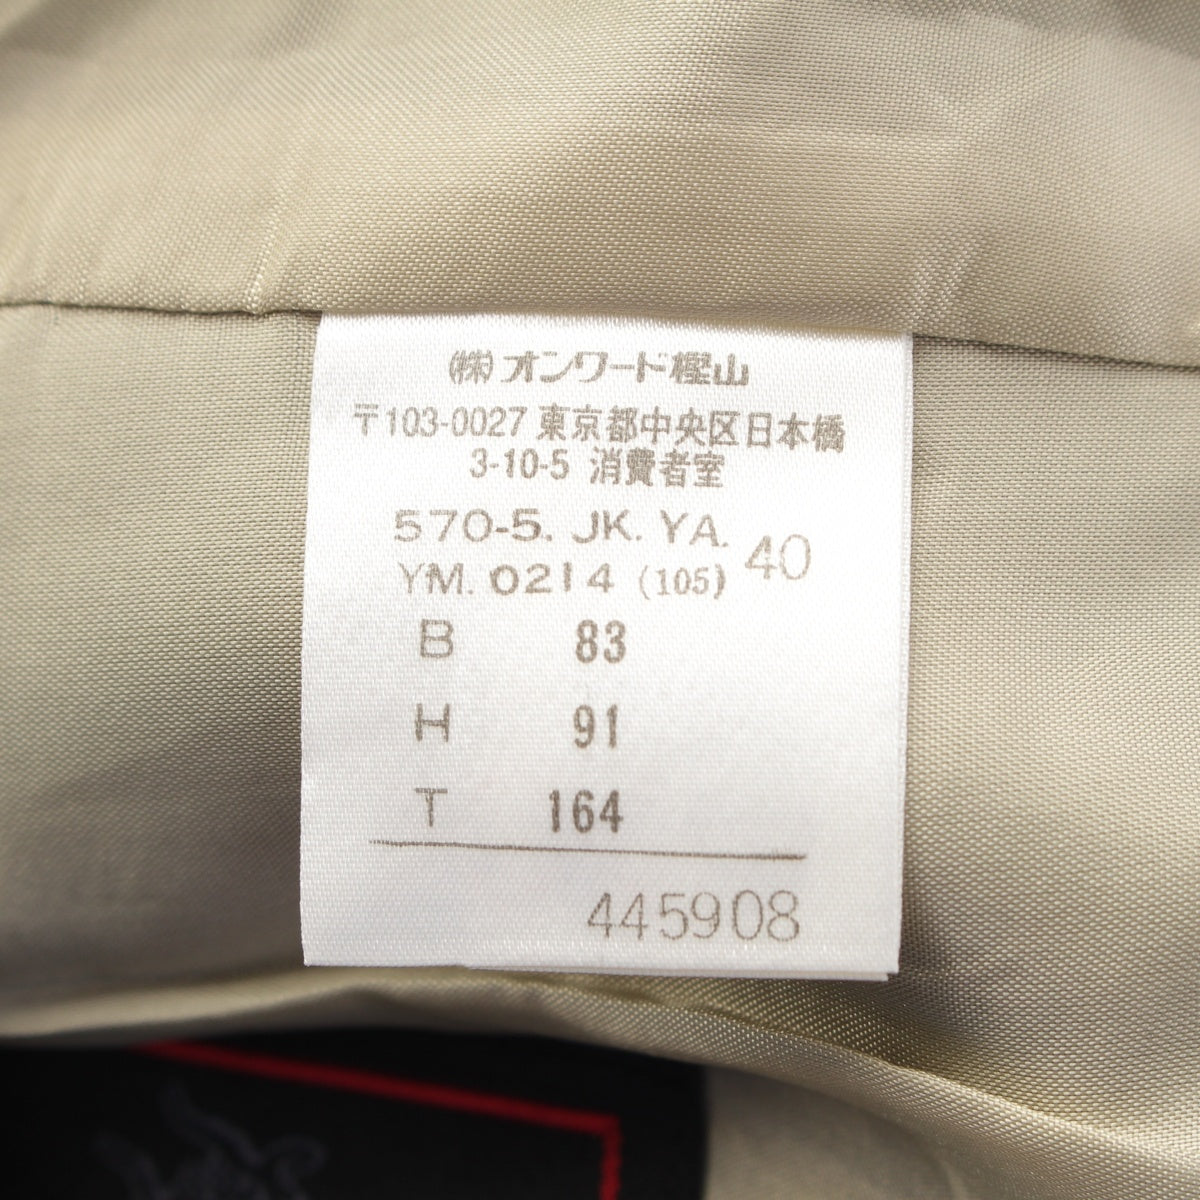 (株)オンワード樫山
〒103-0027 東京都中央区日本橋
3-10-5 消費者室
570-5. JK. YA. 40
YM. 0214 (105)
B 83
H 91
T 164
445908